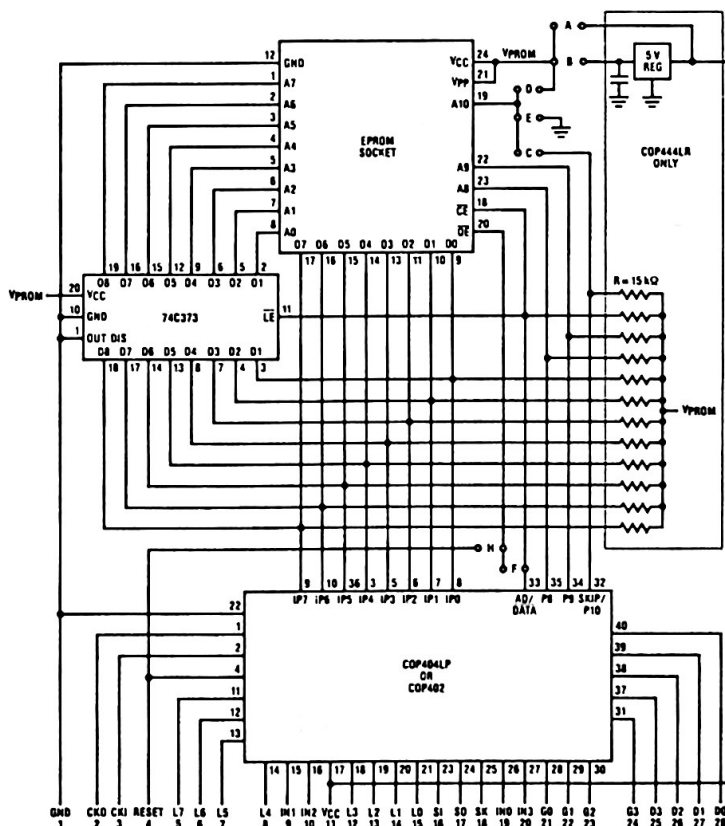 A
12 GND VCC 24 VPROM B 5 V REG
1 A7 VPP 21
2 A6 A10 19 D
3 A5 E
4 A4 EPROM SOCKET C COP444LR ONLY
5 A3 A9 22
6 A2 A8 23
7 A1 CE 18
8 A0 OE 20
O7 O6 O5 O4 O3 O2 O1 O0
17 16 15 14 13 11 10 9
19 16 15 12 9 6 5 2
O8 O7 O6 O5 O4 O3 O2 O1
R = 15 kΩ
VPROM 20 VCC
10 GND 74C373 LE 11
1 OUT DIS
D8 D7 D6 D5 D4 D3 D2 D1
18 17 14 13 8 7 4 3
VPROM
H
F
9 10 36 3 5 6 7 8 33 35 34 32
IP7 IP6 IP5 IP4 IP3 IP2 IP1 IP0 AD/ DATA P8 P9 SKIP/ P10
22
1 40
2 39
4 COP404LP OR COP402 38
11 37
12 31
13
14 15 16 17 18 19 20 21 23 24 25 26 27 28 29 30
GND CKO CKI RESET L7 L6 L5 L4 IN1 IN2 VCC L3 L2 L1 L0 SI SO SK IN0 IN3 G0 G1 G2 G3 D3 D2 D1 D0
1 2 3 4 5 6 7 8 9 10 11 12 13 14 15 16 17 18 19 20 21 22 23 24 25 26 27 28